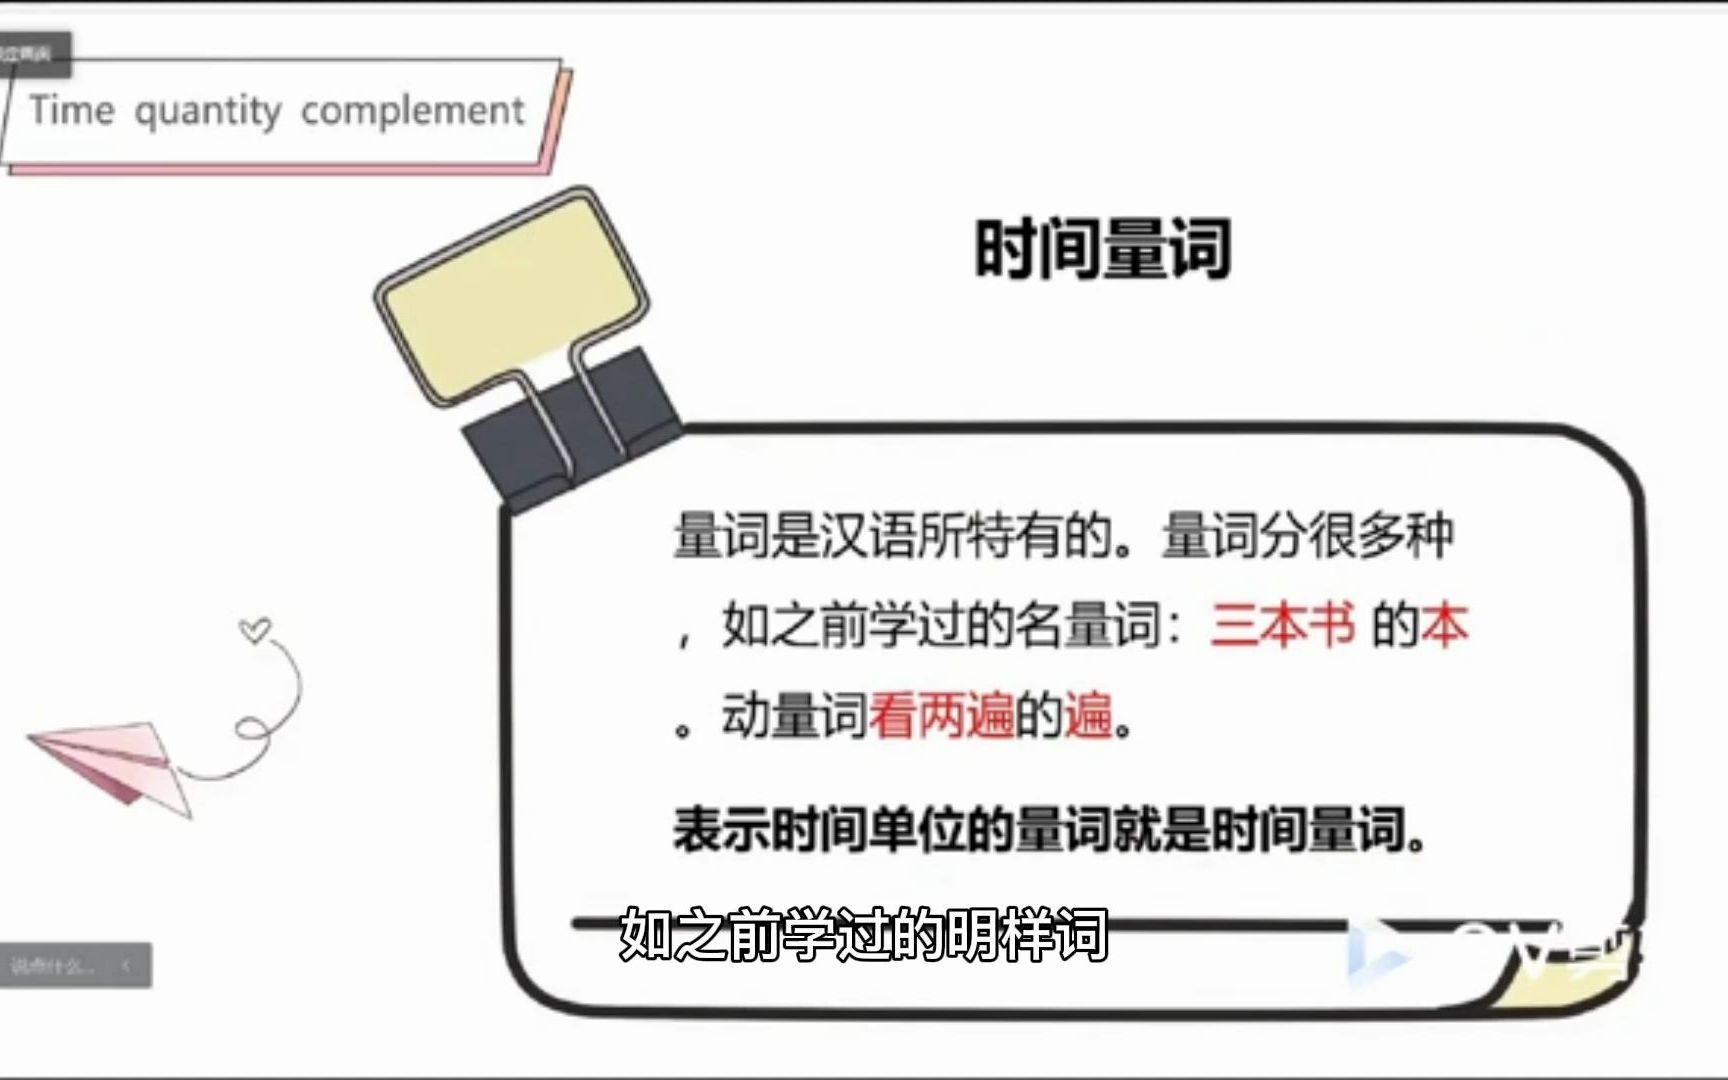 Time quantity complement
时间量词
量词是汉语所特有的。量词分很多种
，如之前学过的名量词：三本书 的本
。动量词看两遍的遍。
表示时间单位的量词就是时间量词。
如之前学过的明样词
说点什么...